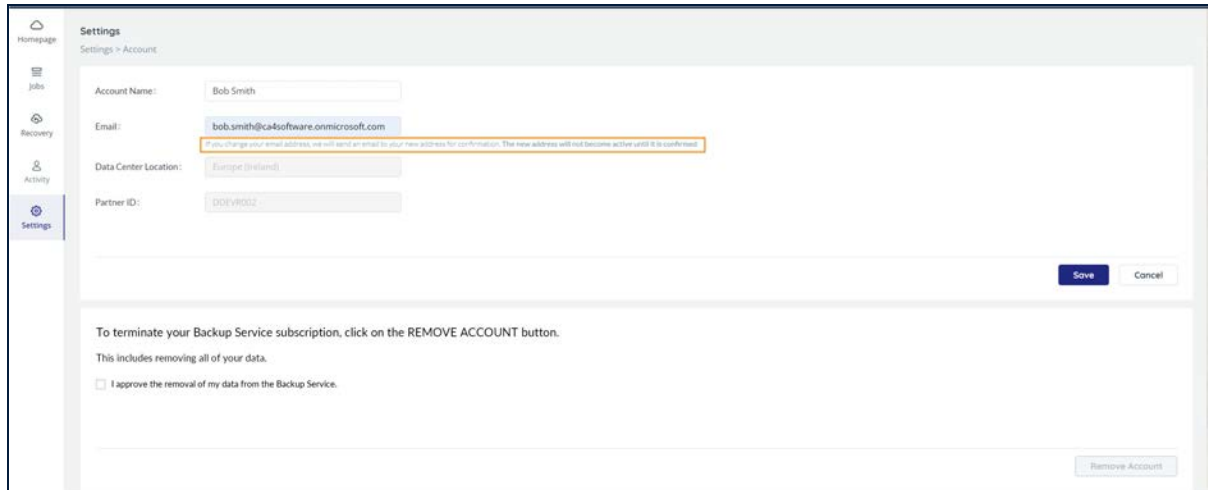 Homepage
Jobs
Recovery
Activity
Settings
Settings
Settings > Account
Account Name:
Bob Smith
Email:
bob.smith@ca4software.onmicrosoft.com
If you change your email address, we will send an email to your new address for confirmation. The new address will not become active until it is confirmed.
Data Center Location:
Europe (Ireland)
Partner ID:
Save
Cancel
To terminate your Backup Service subscription, click on the REMOVE ACCOUNT button.
This includes removing all of your data.
I approve the removal of my data from the Backup Service.
Remove Account